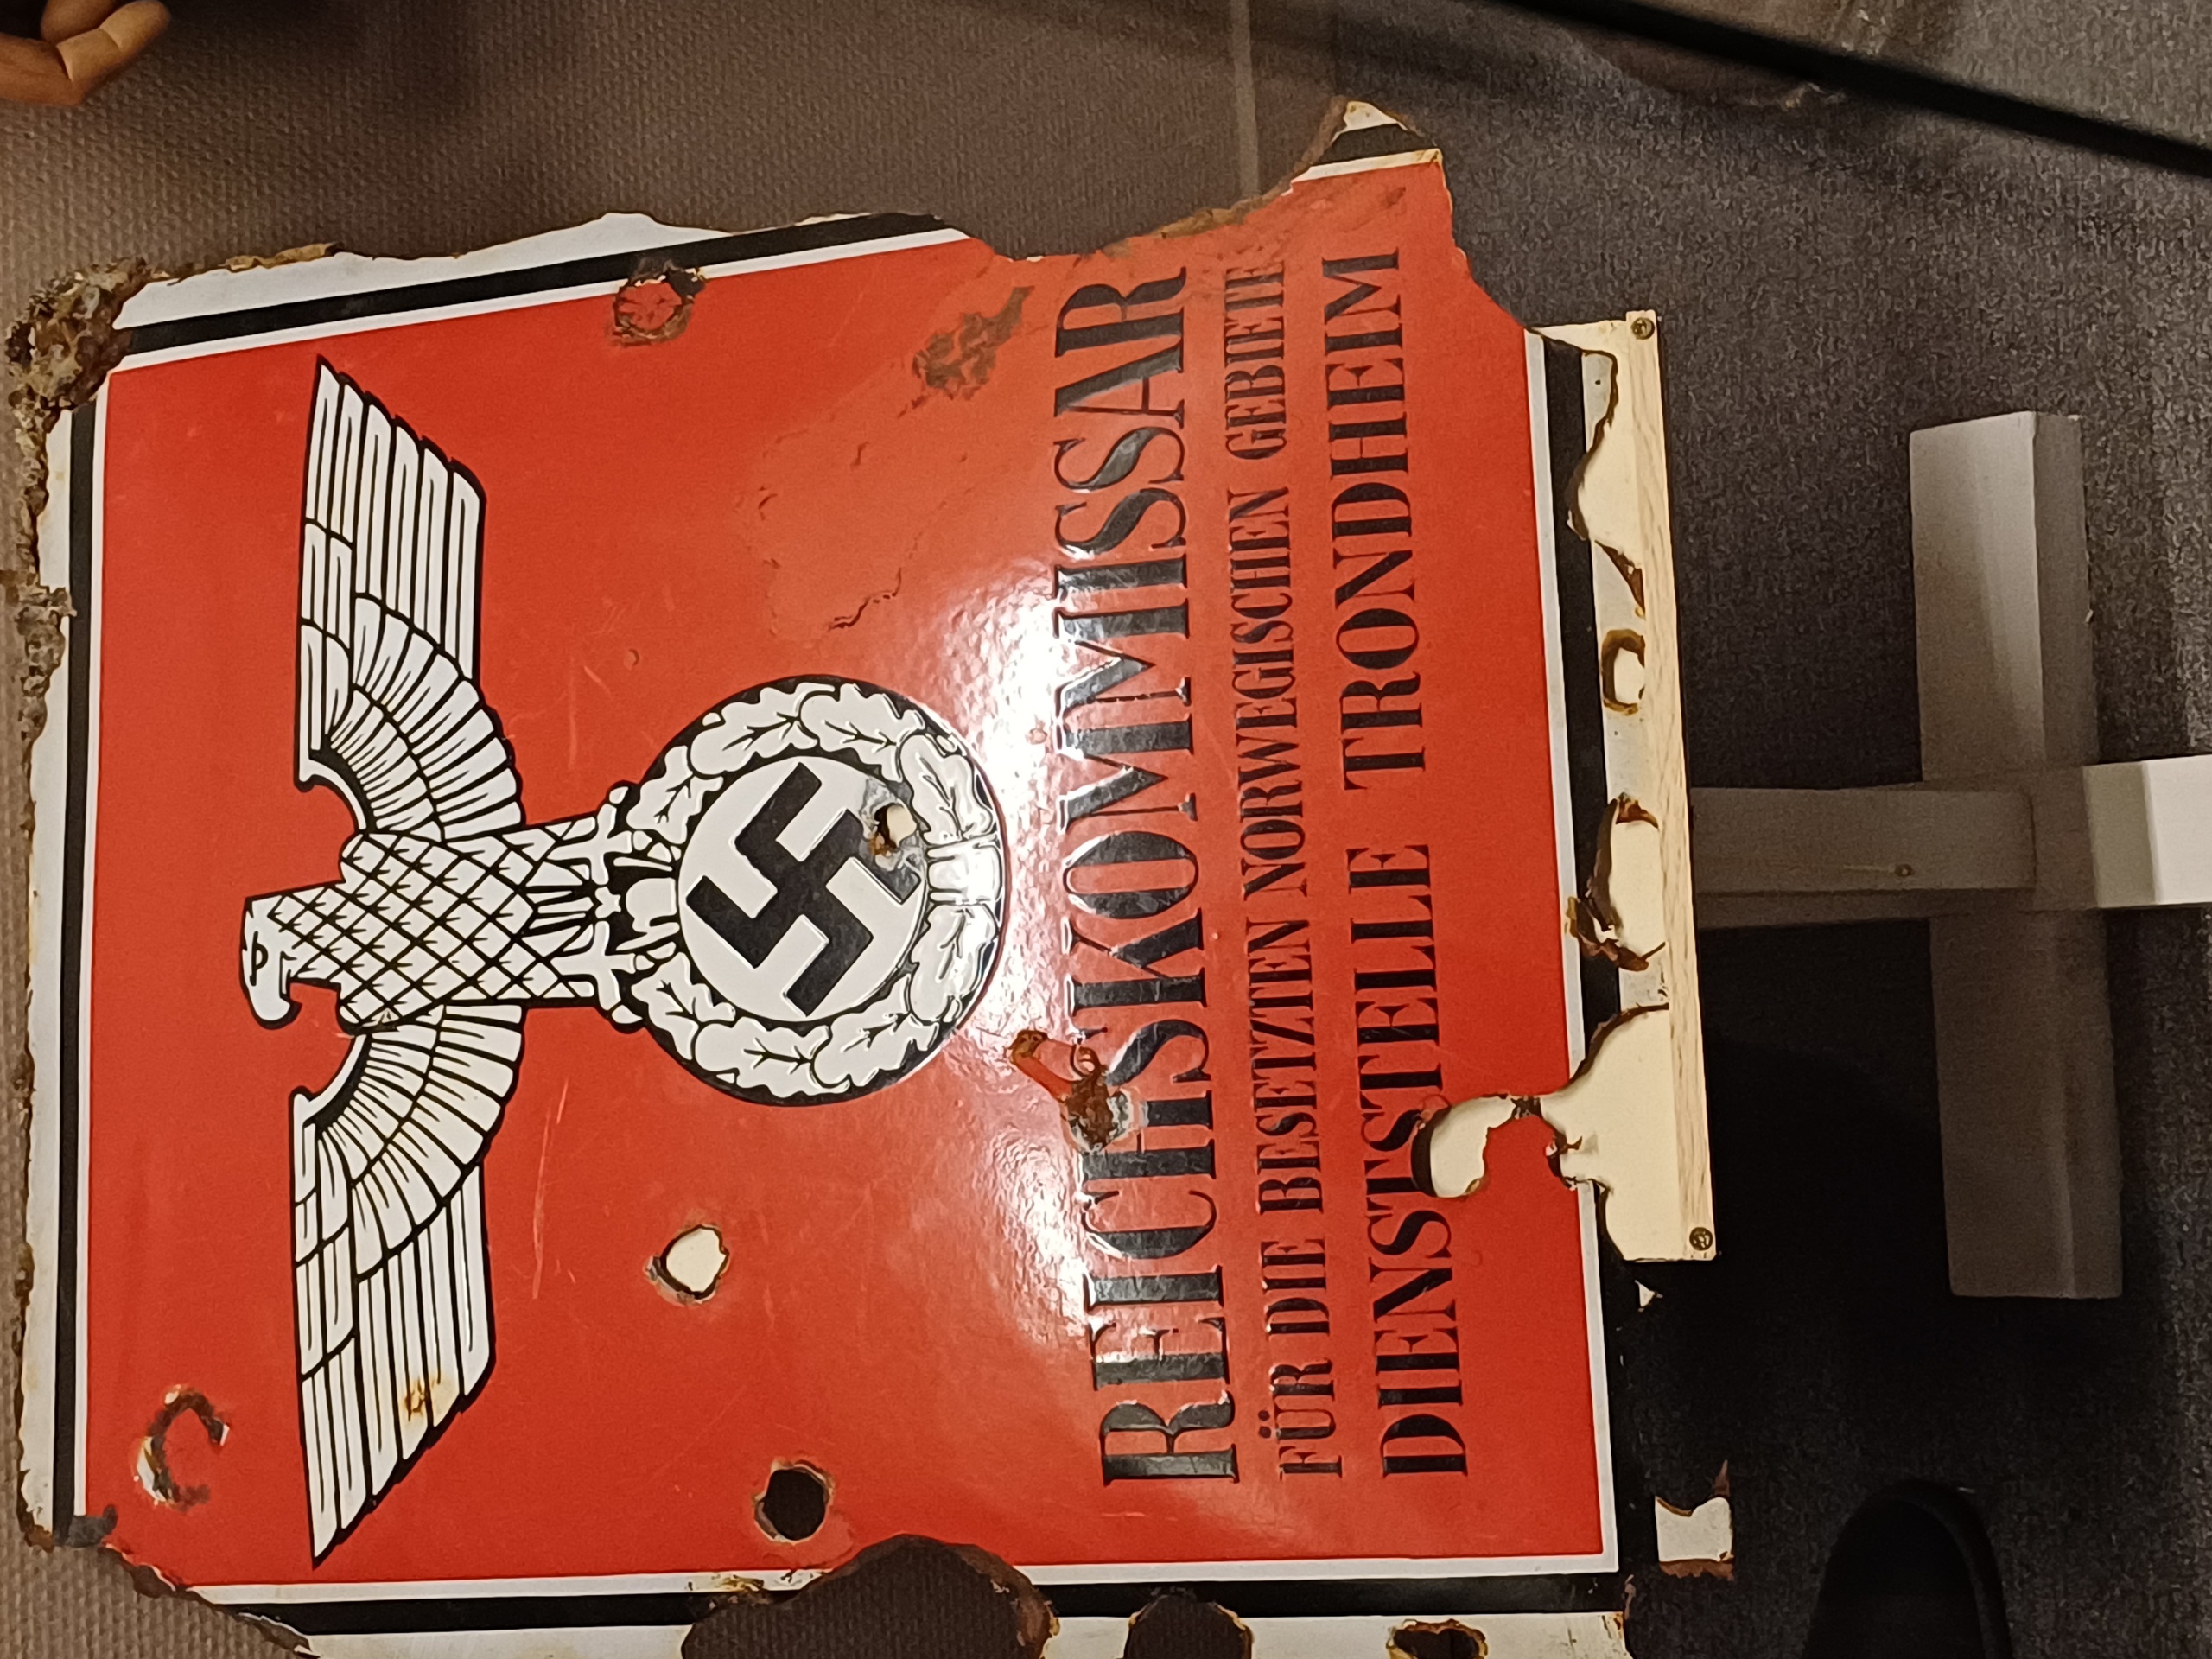 REICHSKOMMISSAR
FÜR DIE BESETZTEN NORWEGISCHEN GEBIETE
DIENSTSTELLE TRONDHEIM